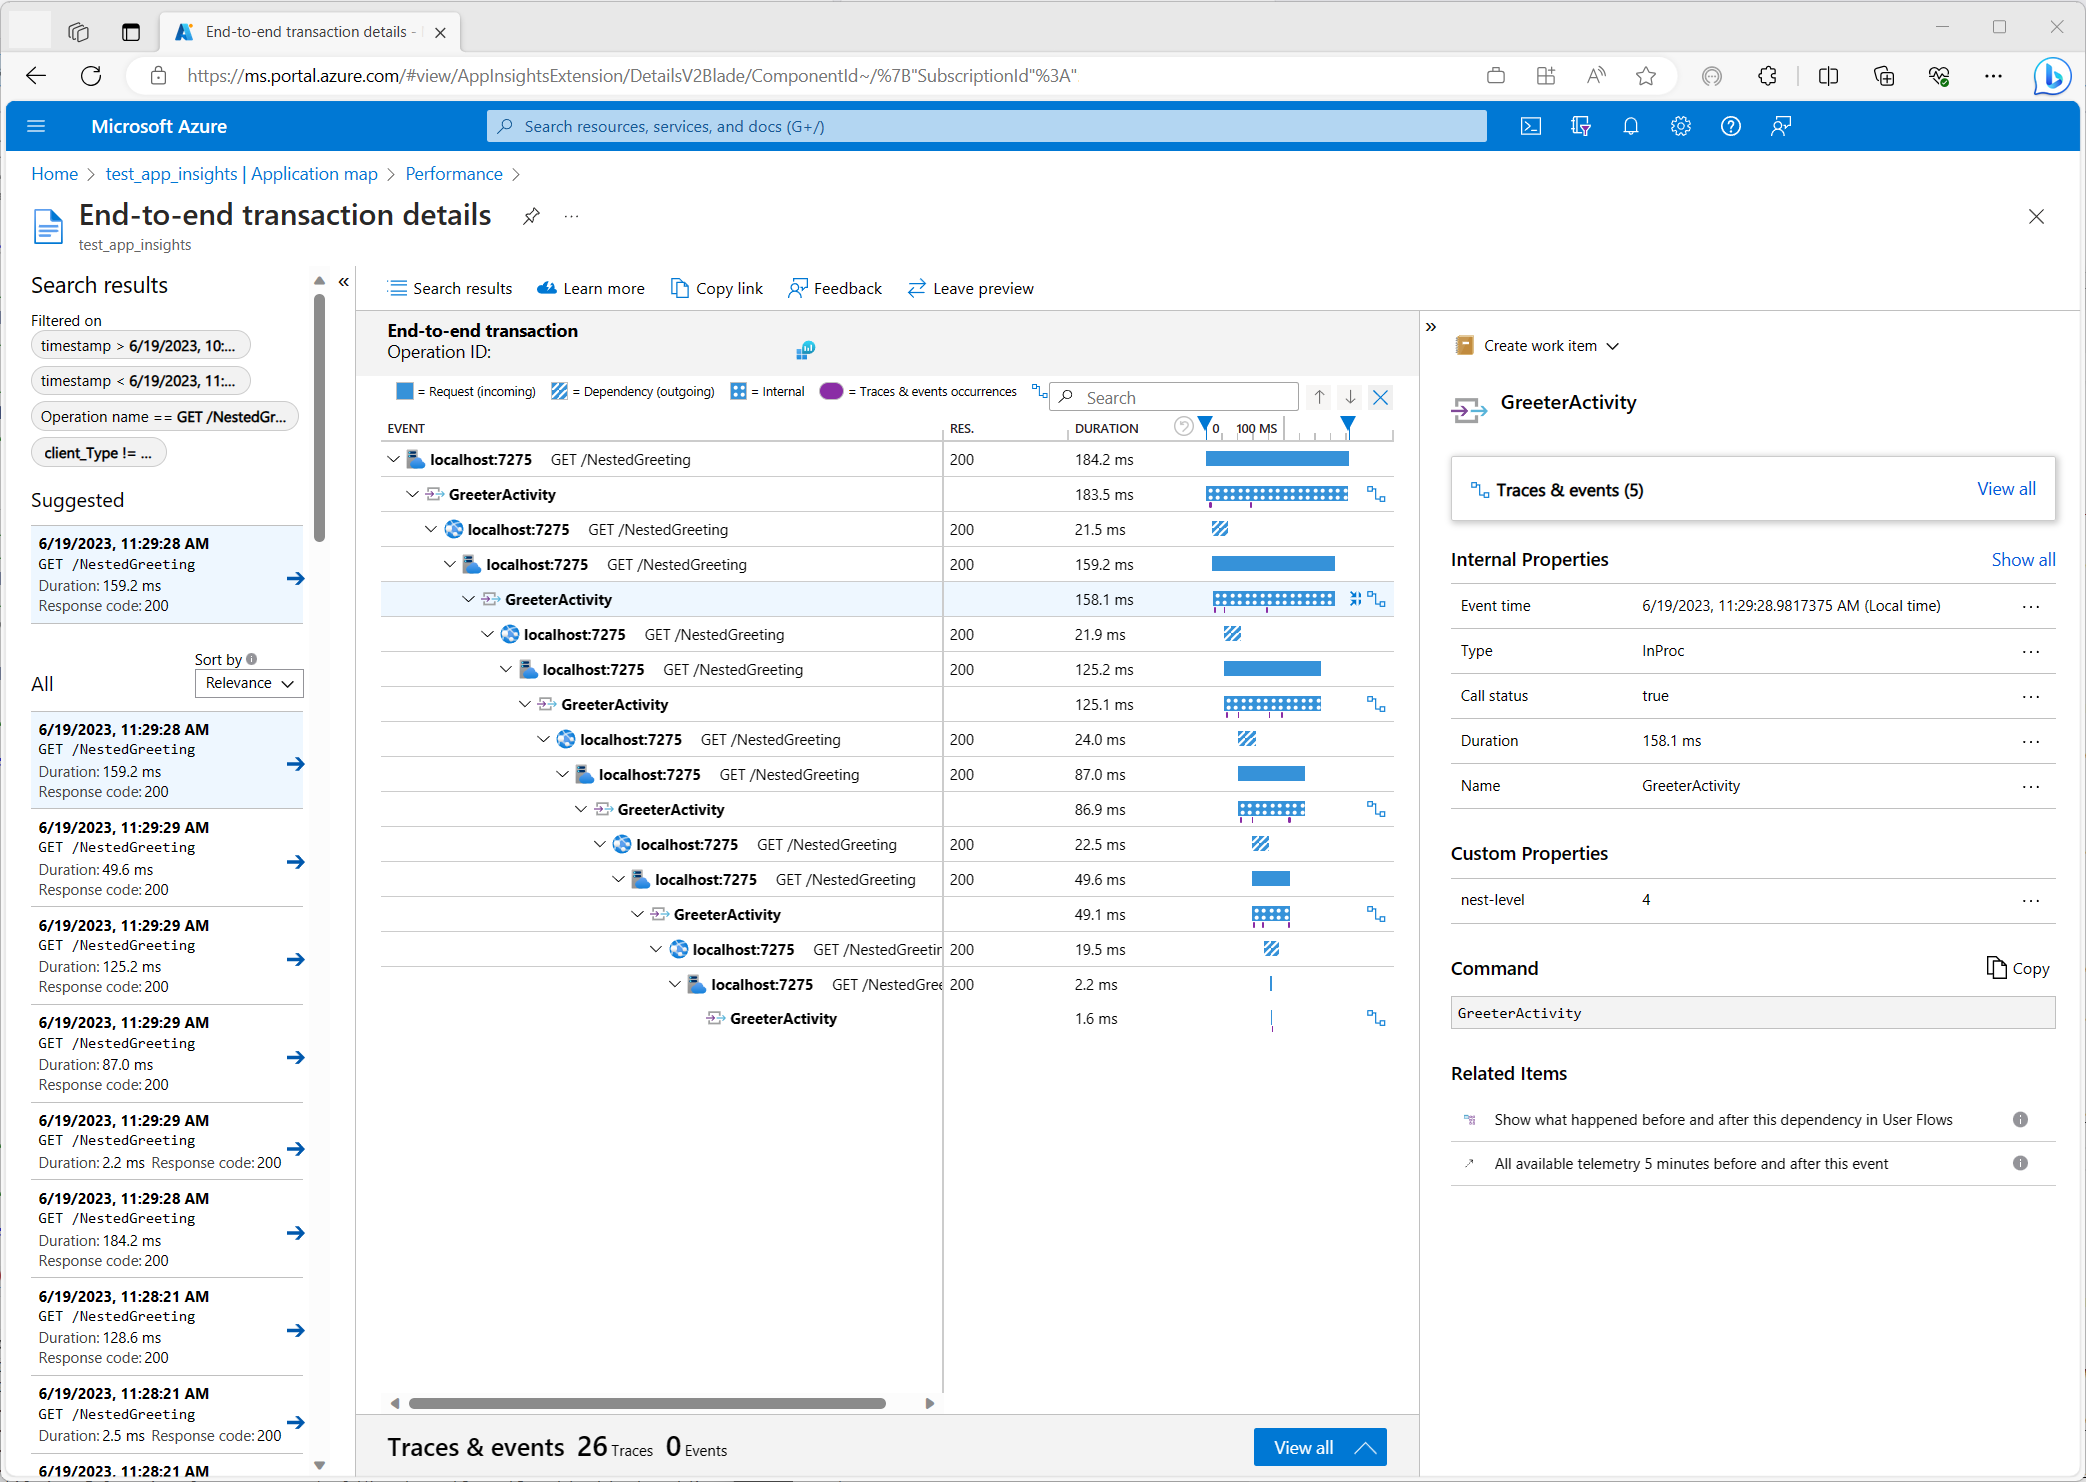 End-to-end transaction details -
https://ms.portal.azure.com/#view/AppInsightsExtension/DetailsV2Blade/ComponentId~/%7B"SubscriptionId"%3A"
Microsoft Azure
Search resources, services, and docs (G+/)
Home > test_app_insights | Application map > Performance >
End-to-end transaction details
test_app_insights
Search results
Filtered on
timestamp > 6/19/2023, 10:...
timestamp < 6/19/2023, 11:...
Operation name == GET /NestedGr...
client_Type != ...
Suggested
6/19/2023, 11:29:28 AM
GET /NestedGreeting
Duration: 159.2 ms
Response code: 200
Sort by
All
Relevance
6/19/2023, 11:29:28 AM
GET /NestedGreeting
Duration: 159.2 ms
Response code: 200
6/19/2023, 11:29:29 AM
GET /NestedGreeting
Duration: 49.6 ms
Response code: 200
6/19/2023, 11:29:29 AM
GET /NestedGreeting
Duration: 125.2 ms
Response code: 200
6/19/2023, 11:29:29 AM
GET /NestedGreeting
Duration: 87.0 ms
Response code: 200
6/19/2023, 11:29:29 AM
GET /NestedGreeting
Duration: 2.2 ms Response code: 200
6/19/2023, 11:29:28 AM
GET /NestedGreeting
Duration: 184.2 ms
Response code: 200
6/19/2023, 11:28:21 AM
GET /NestedGreeting
Duration: 128.6 ms
Response code: 200
6/19/2023, 11:28:21 AM
GET /NestedGreeting
Duration: 2.5 ms Response code: 200
6/19/2023, 11:28:21 AM
Search results Learn more Copy link Feedback Leave preview
End-to-end transaction
Operation ID:
= Request (incoming) = Dependency (outgoing) = Internal = Traces & events occurrences Search
EVENT RES. DURATION 0 100 MS
localhost:7275 GET /NestedGreeting 200 184.2 ms
GreeterActivity 183.5 ms
localhost:7275 GET /NestedGreeting 200 21.5 ms
localhost:7275 GET /NestedGreeting 200 159.2 ms
GreeterActivity 158.1 ms
localhost:7275 GET /NestedGreeting 200 21.9 ms
localhost:7275 GET /NestedGreeting 200 125.2 ms
GreeterActivity 125.1 ms
localhost:7275 GET /NestedGreeting 200 24.0 ms
localhost:7275 GET /NestedGreeting 200 87.0 ms
GreeterActivity 86.9 ms
localhost:7275 GET /NestedGreeting 200 22.5 ms
localhost:7275 GET /NestedGreeting 200 49.6 ms
GreeterActivity 49.1 ms
localhost:7275 GET /NestedGreetin 200 19.5 ms
localhost:7275 GET /NestedGree 200 2.2 ms
GreeterActivity 1.6 ms
Traces & events 26 Traces 0 Events
View all
Create work item
GreeterActivity
Traces & events (5) View all
Internal Properties Show all
Event time 6/19/2023, 11:29:28.9817375 AM (Local time) ...
Type InProc ...
Call status true ...
Duration 158.1 ms ...
Name GreeterActivity ...
Custom Properties
nest-level 4 ...
Command Copy
GreeterActivity
Related Items
Show what happened before and after this dependency in User Flows
All available telemetry 5 minutes before and after this event